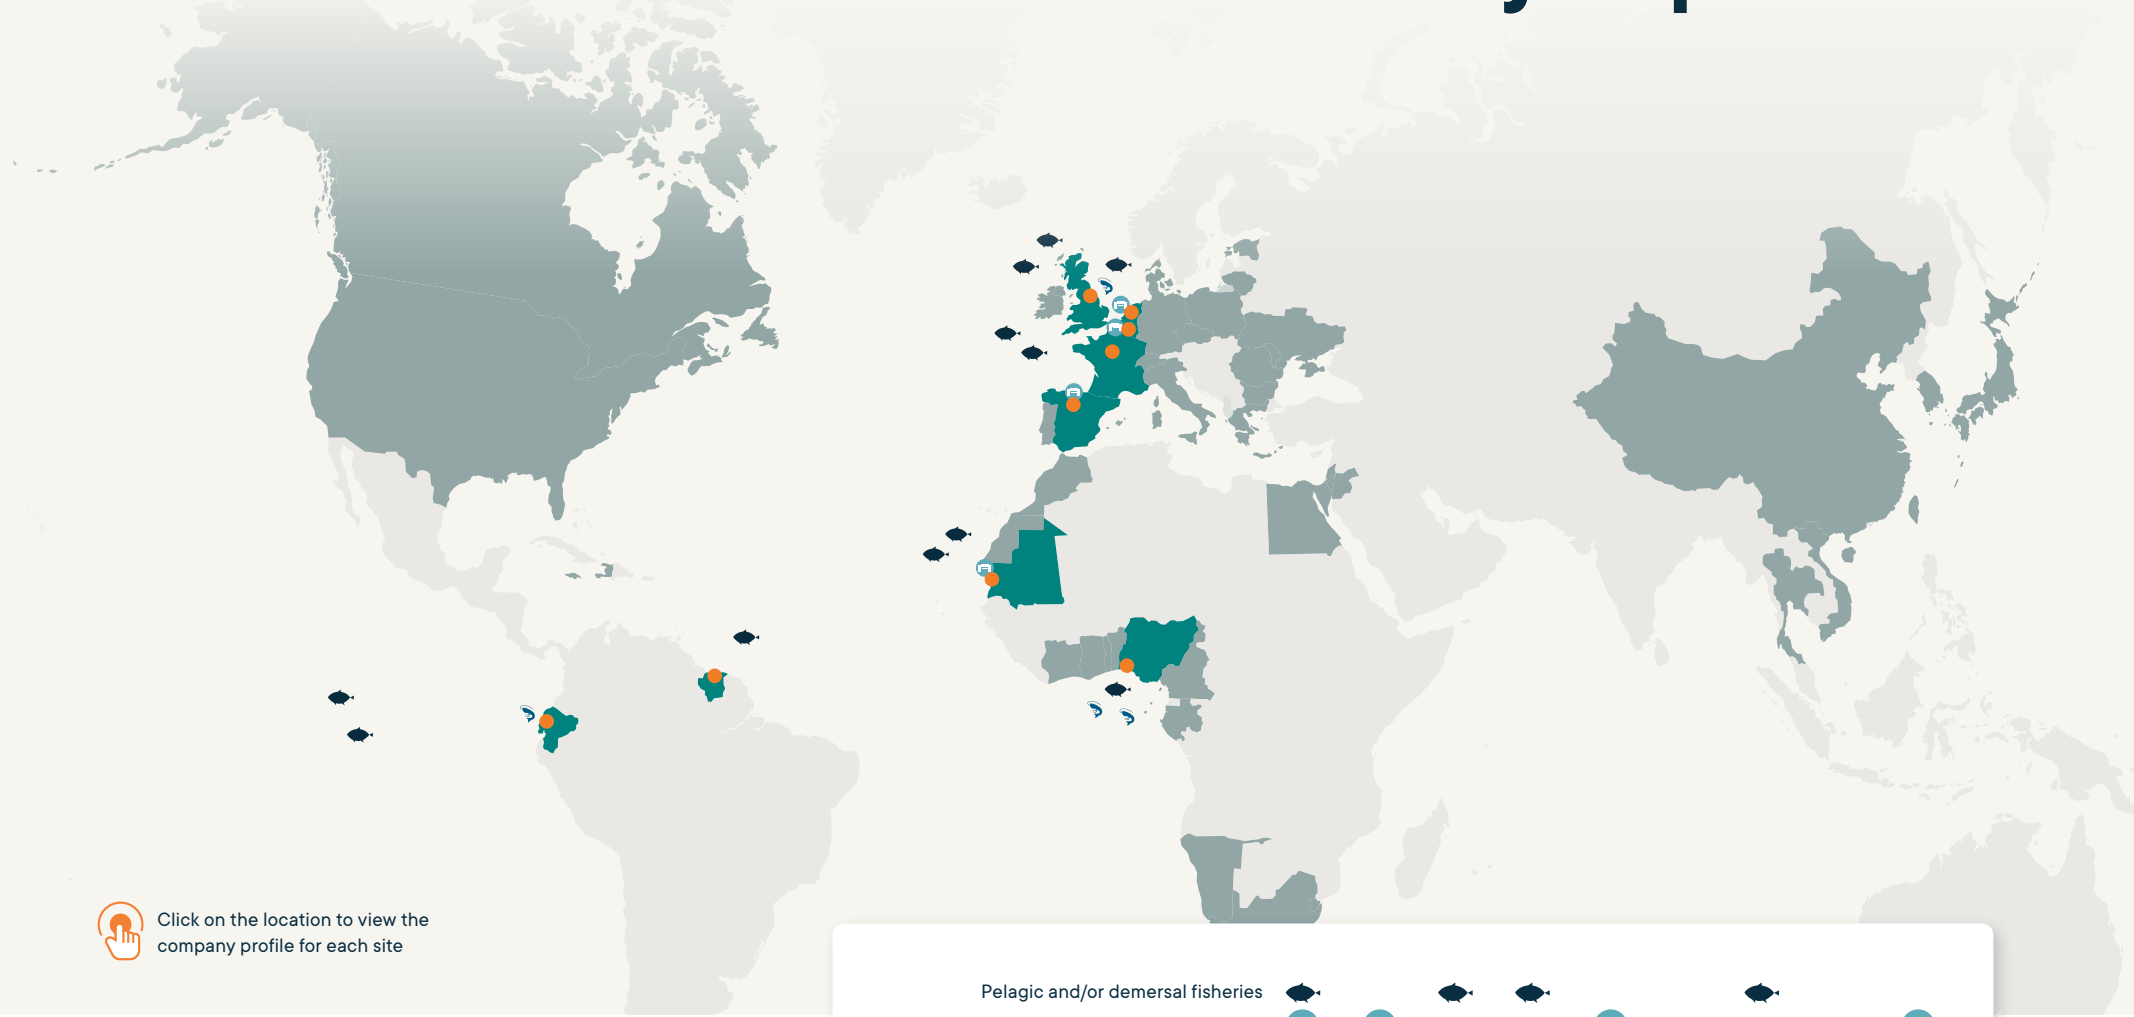 Click on the location to view the
company profile for each site
Pelagic and/or demersal fisheries